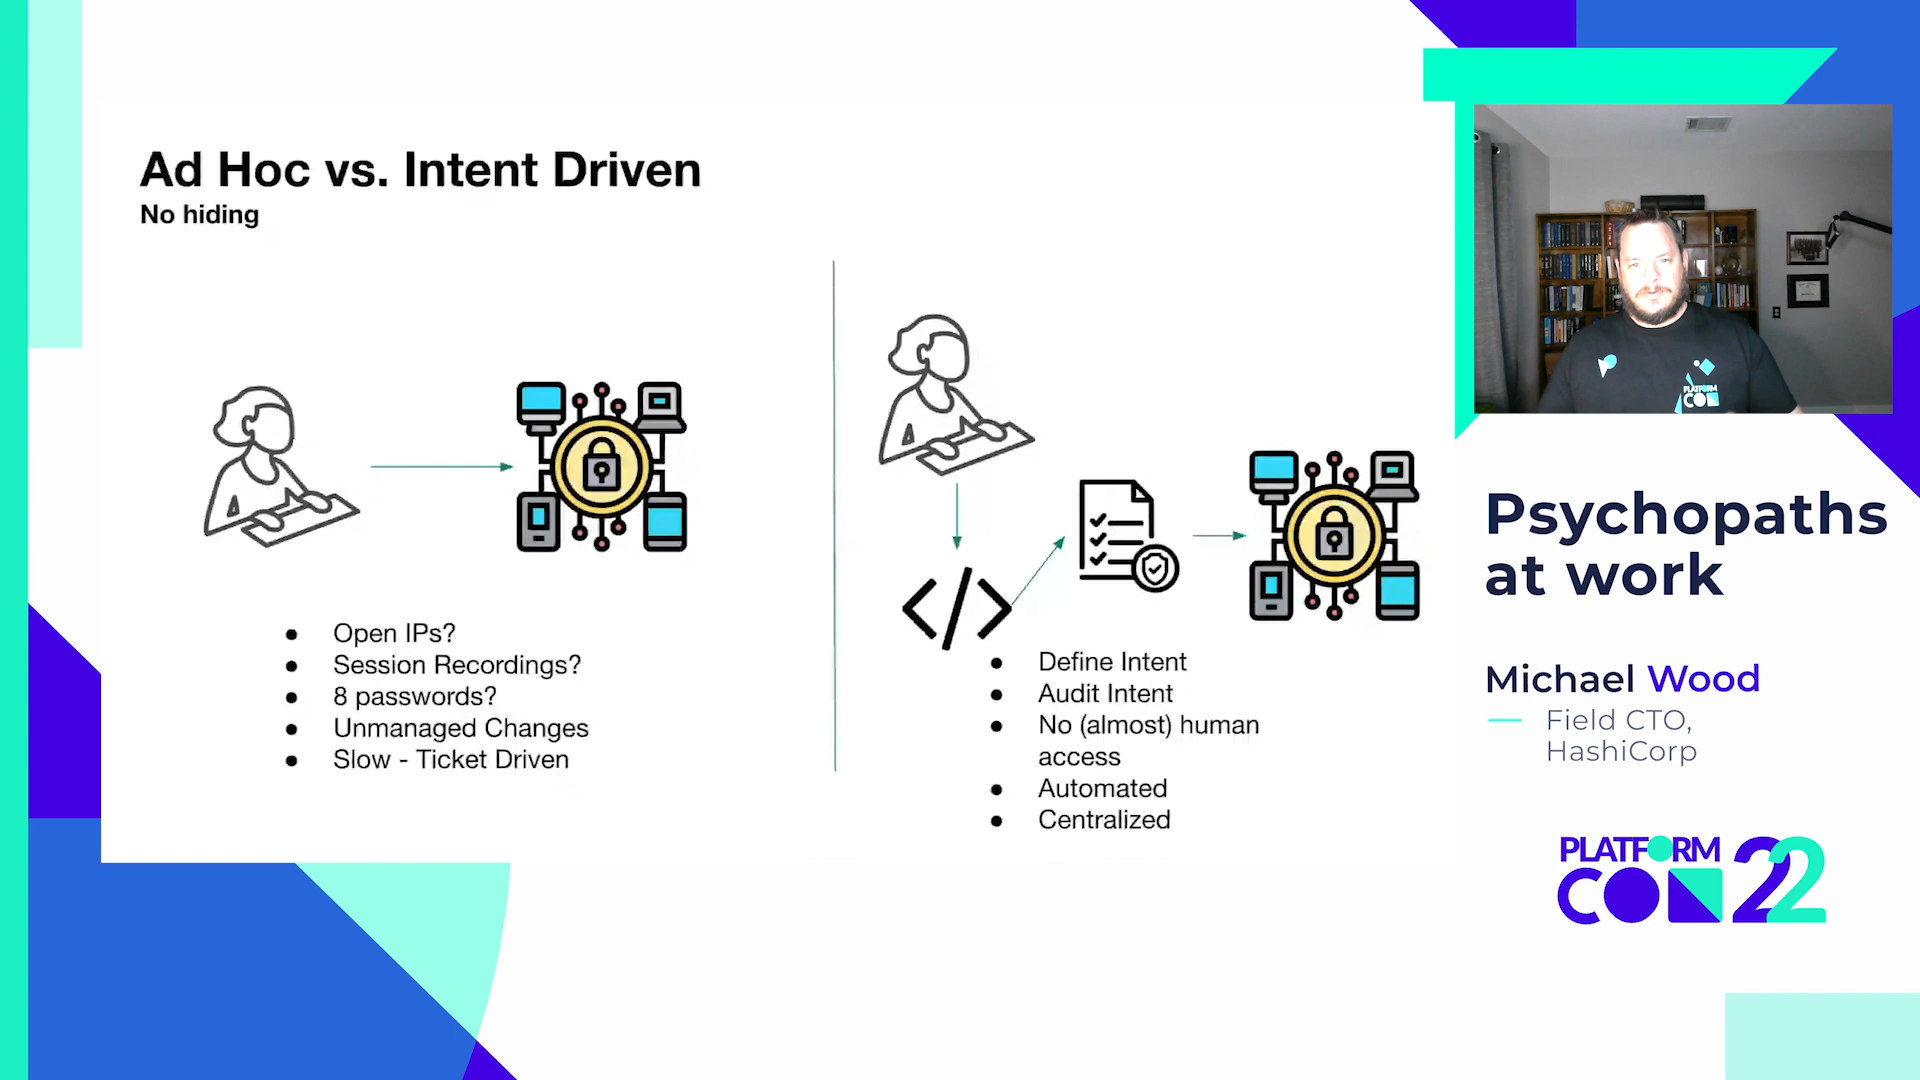 Ad Hoc vs. Intent Driven
No hiding
● Open IPs?
● Session Recordings?
● 8 passwords?
● Unmanaged Changes
● Slow - Ticket Driven
</>
● Define Intent
● Audit Intent
● No (almost) human
access
● Automated
● Centralized
PLATFORM
CON
Psychopaths
at work
Michael Wood
Field CTO,
HashiCorp
PLATFORM
CON 22